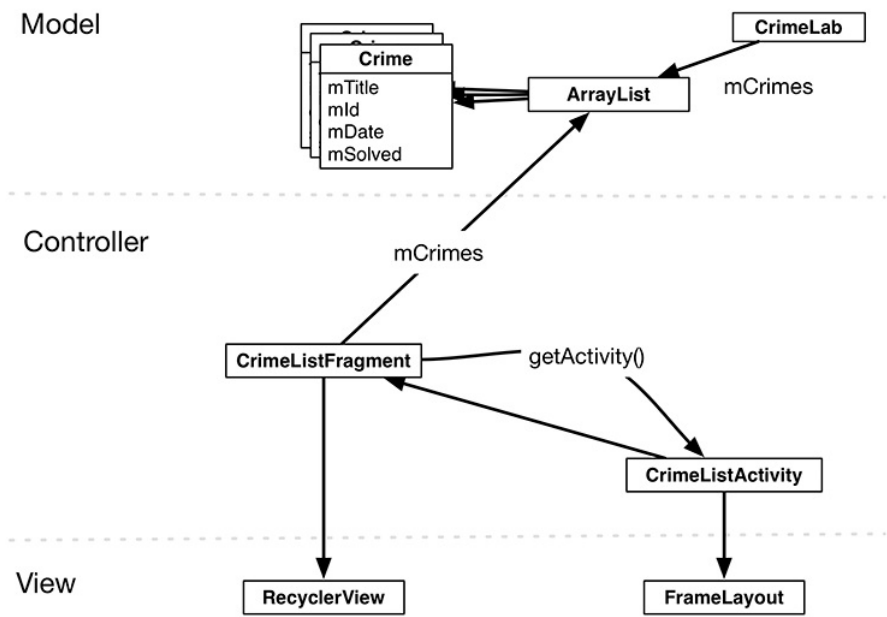 Model
CrimeLab
Crime
mTitle
mId
mDate
mSolved
ArrayList
mCrimes
Controller
mCrimes
CrimeListFragment
getActivity()
CrimeListActivity
View
RecyclerView
FrameLayout